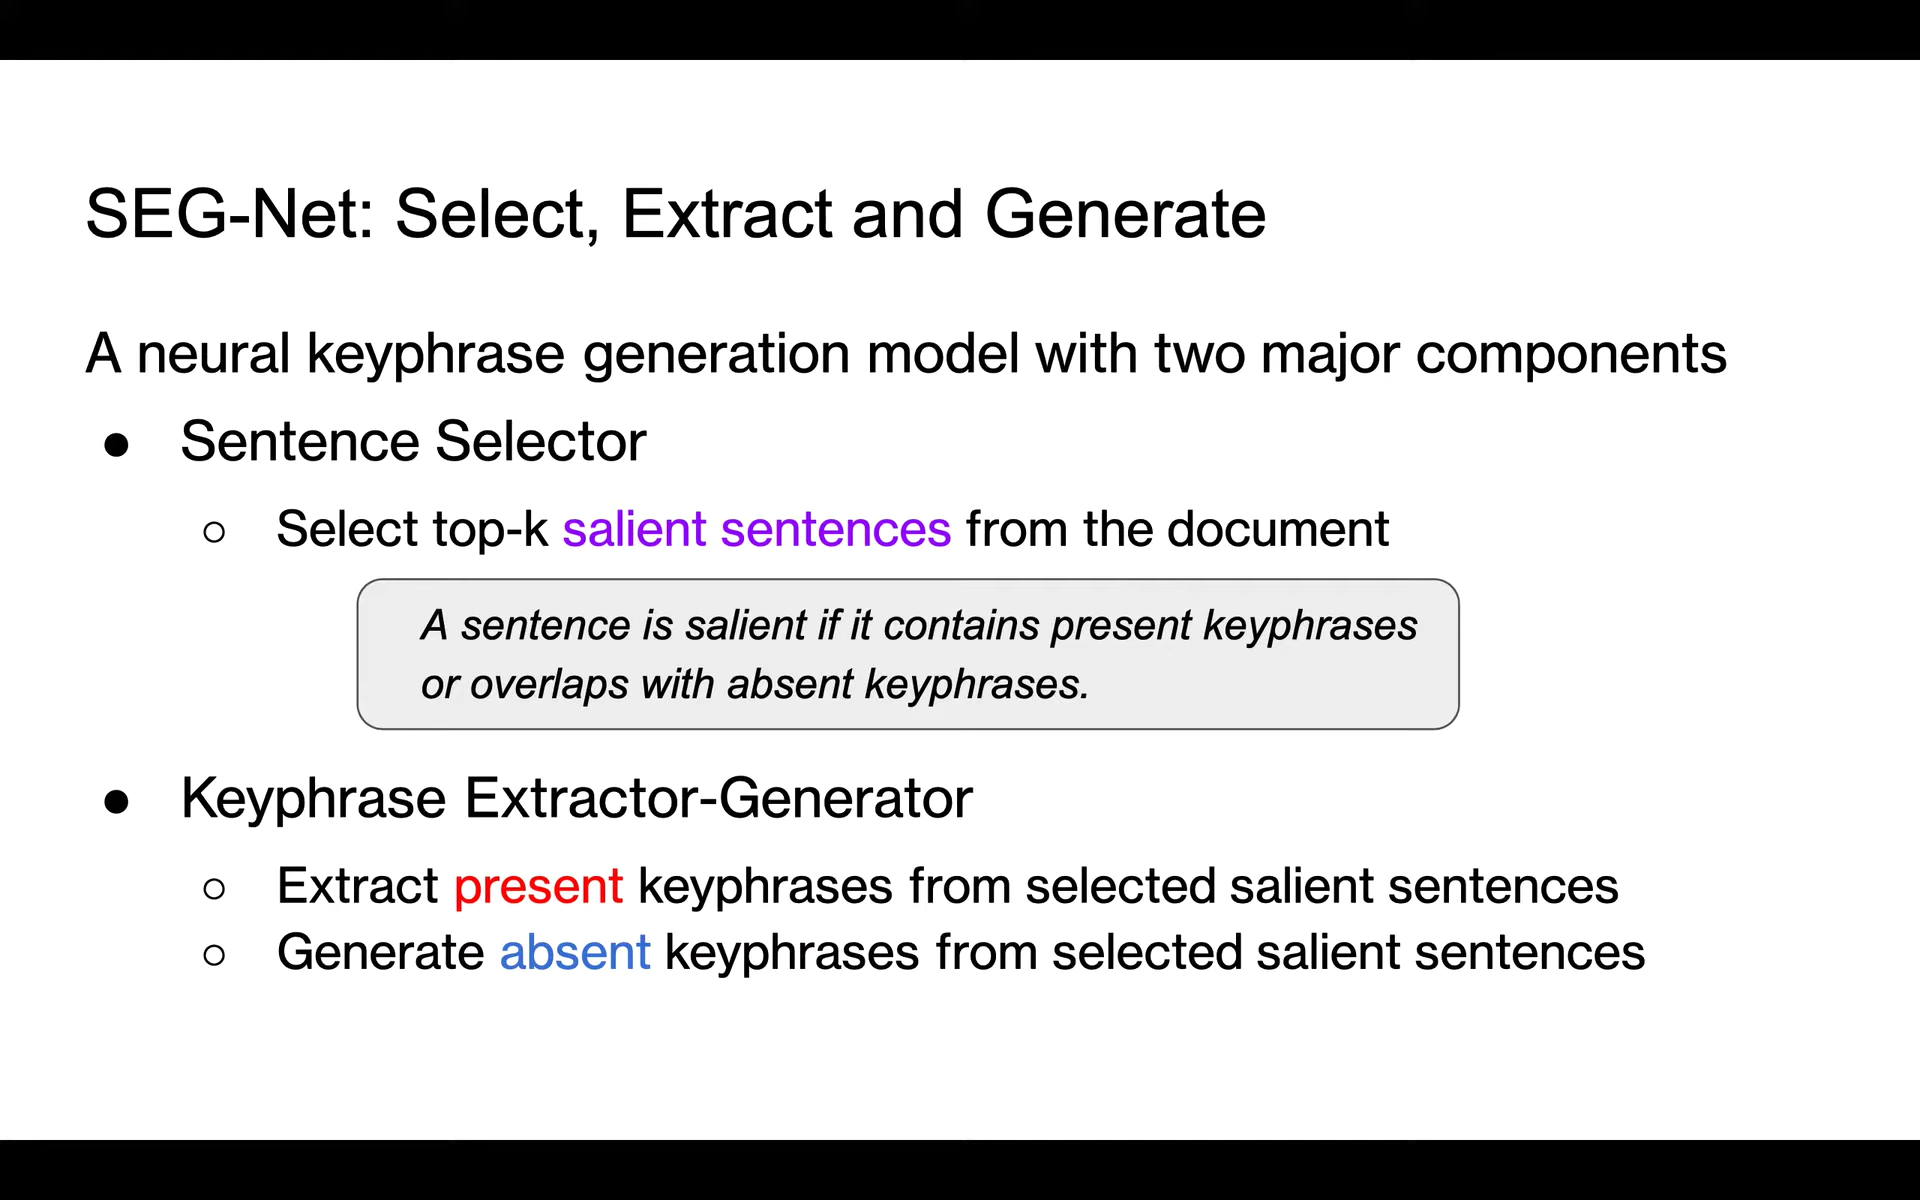 SEG-Net: Select, Extract and Generate
A neural keyphrase generation model with two major components
● Sentence Selector
○ Select top-k salient sentences from the document
A sentence is salient if it contains present keyphrases
or overlaps with absent keyphrases.
● Keyphrase Extractor-Generator
○ Extract present keyphrases from selected salient sentences
○ Generate absent keyphrases from selected salient sentences